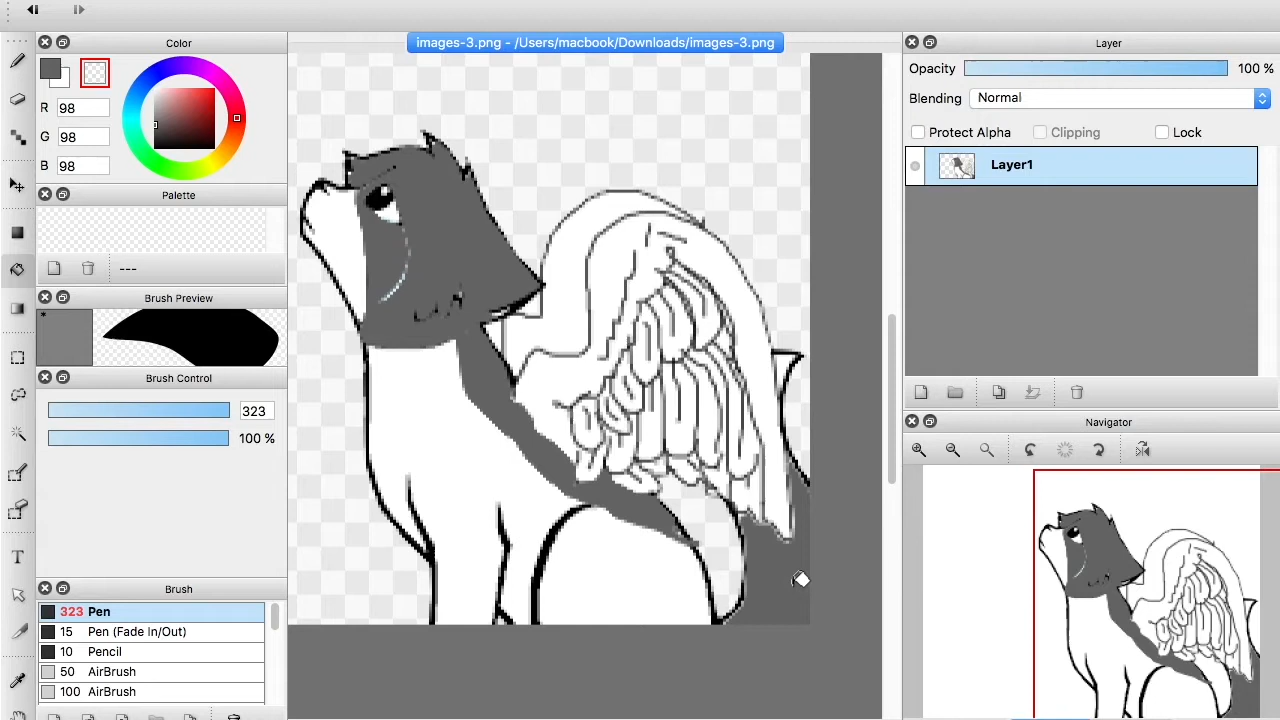 images-3.png - /Users/macbook/Downloads/images-3.png
Color
R 98
G 98
B 98
Palette
---
Brush Preview
*
Brush Control
323
100 %
Brush
323 Pen
15 Pen (Fade In/Out)
10 Pencil
50 AirBrush
100 AirBrush
T
Layer
Opacity 100 %
Blending Normal
Protect Alpha Clipping Lock
Layer1
Navigator